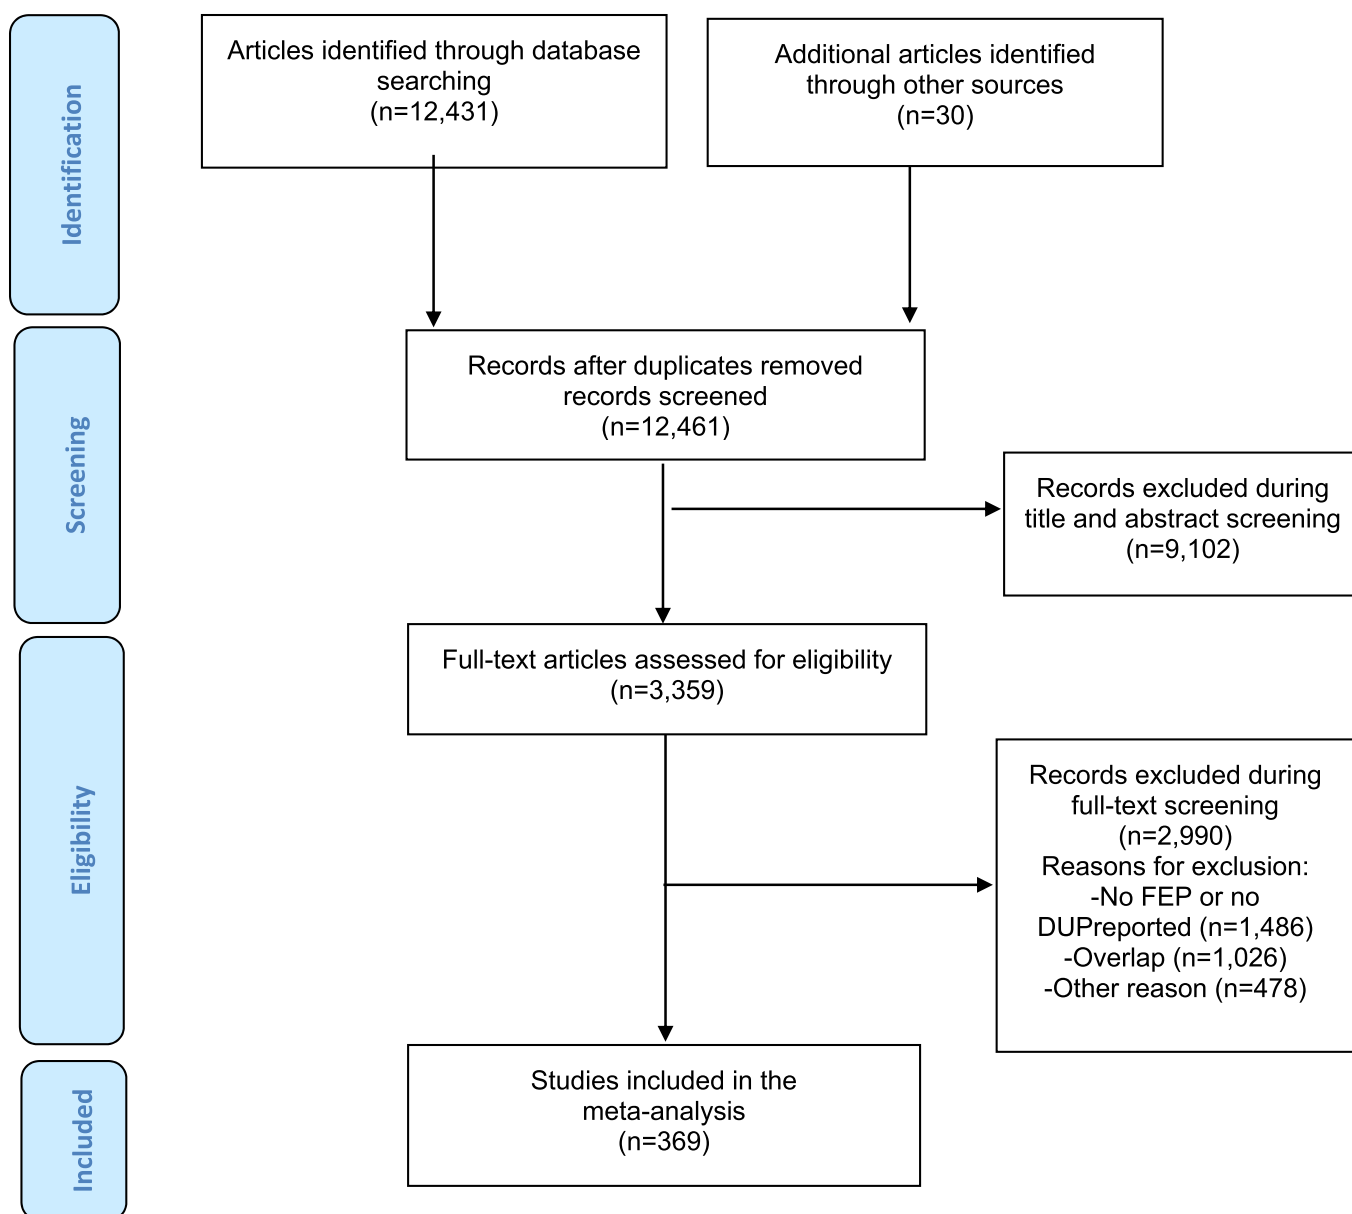 Identification
Articles identified through database
searching
(n=12,431)
Additional articles identified
through other sources
(n=30)
Screening
Records after duplicates removed
records screened
(n=12,461)
Records excluded during
title and abstract screening
(n=9,102)
Eligibility
Full-text articles assessed for eligibility
(n=3,359)
Records excluded during
full-text screening
(n=2,990)
Reasons for exclusion:
-No FEP or no
DUPreported (n=1,486)
-Overlap (n=1,026)
-Other reason (n=478)
Included
Studies included in the
meta-analysis
(n=369)